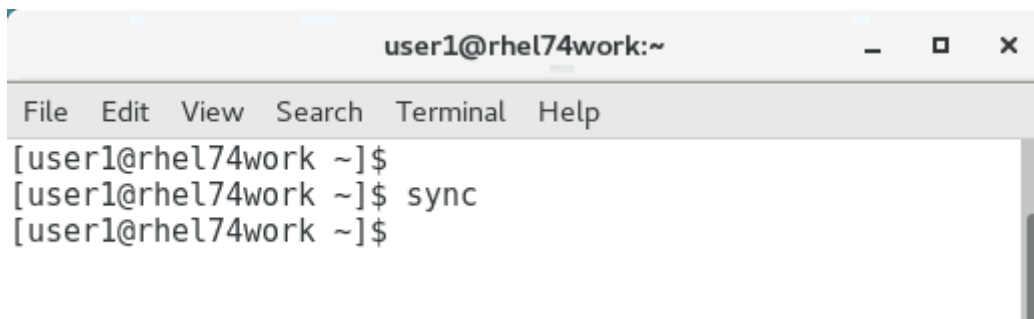 user1@rhel74work:~
File Edit View Search Terminal Help
[user1@rhel74work ~]$
[user1@rhel74work ~]$ sync
[user1@rhel74work ~]$